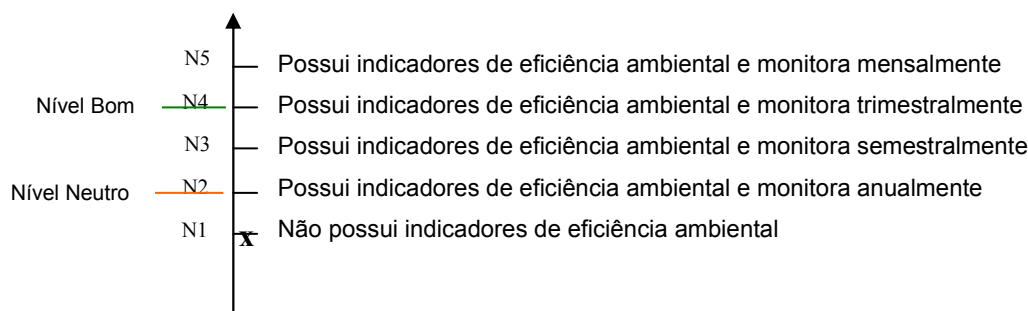 N5 Possui indicadores de eficiência ambiental e monitora mensalmente
Nível Bom N4 Possui indicadores de eficiência ambiental e monitora trimestralmente
N3 Possui indicadores de eficiência ambiental e monitora semestralmente
Nível Neutro N2 Possui indicadores de eficiência ambiental e monitora anualmente
N1 x Não possui indicadores de eficiência ambiental